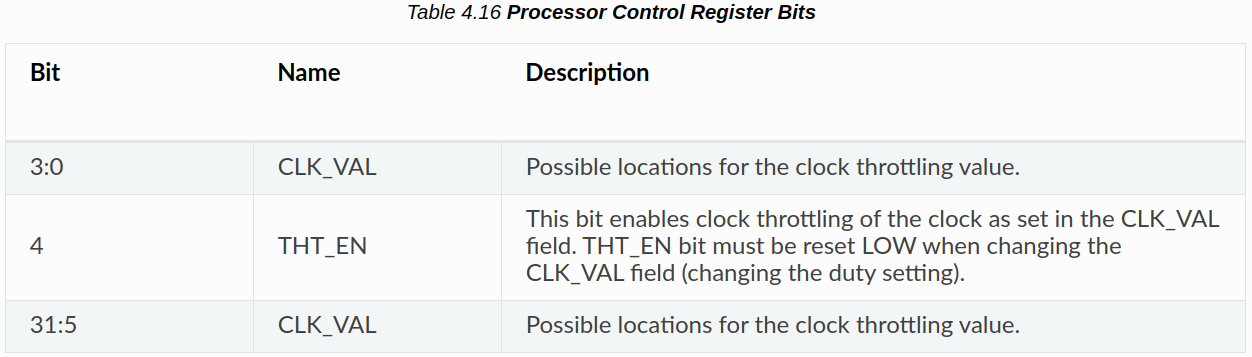 Table 4.16 Processor Control Register Bits
Bit Name Description
3:0 CLK_VAL Possible locations for the clock throttling value.
This bit enables clock throttling of the clock as set in the CLK_VAL
4 THT_EN field. THT_EN bit must be reset LOW when changing the
CLK_VAL field (changing the duty setting).
31:5 CLK_VAL Possible locations for the clock throttling value.